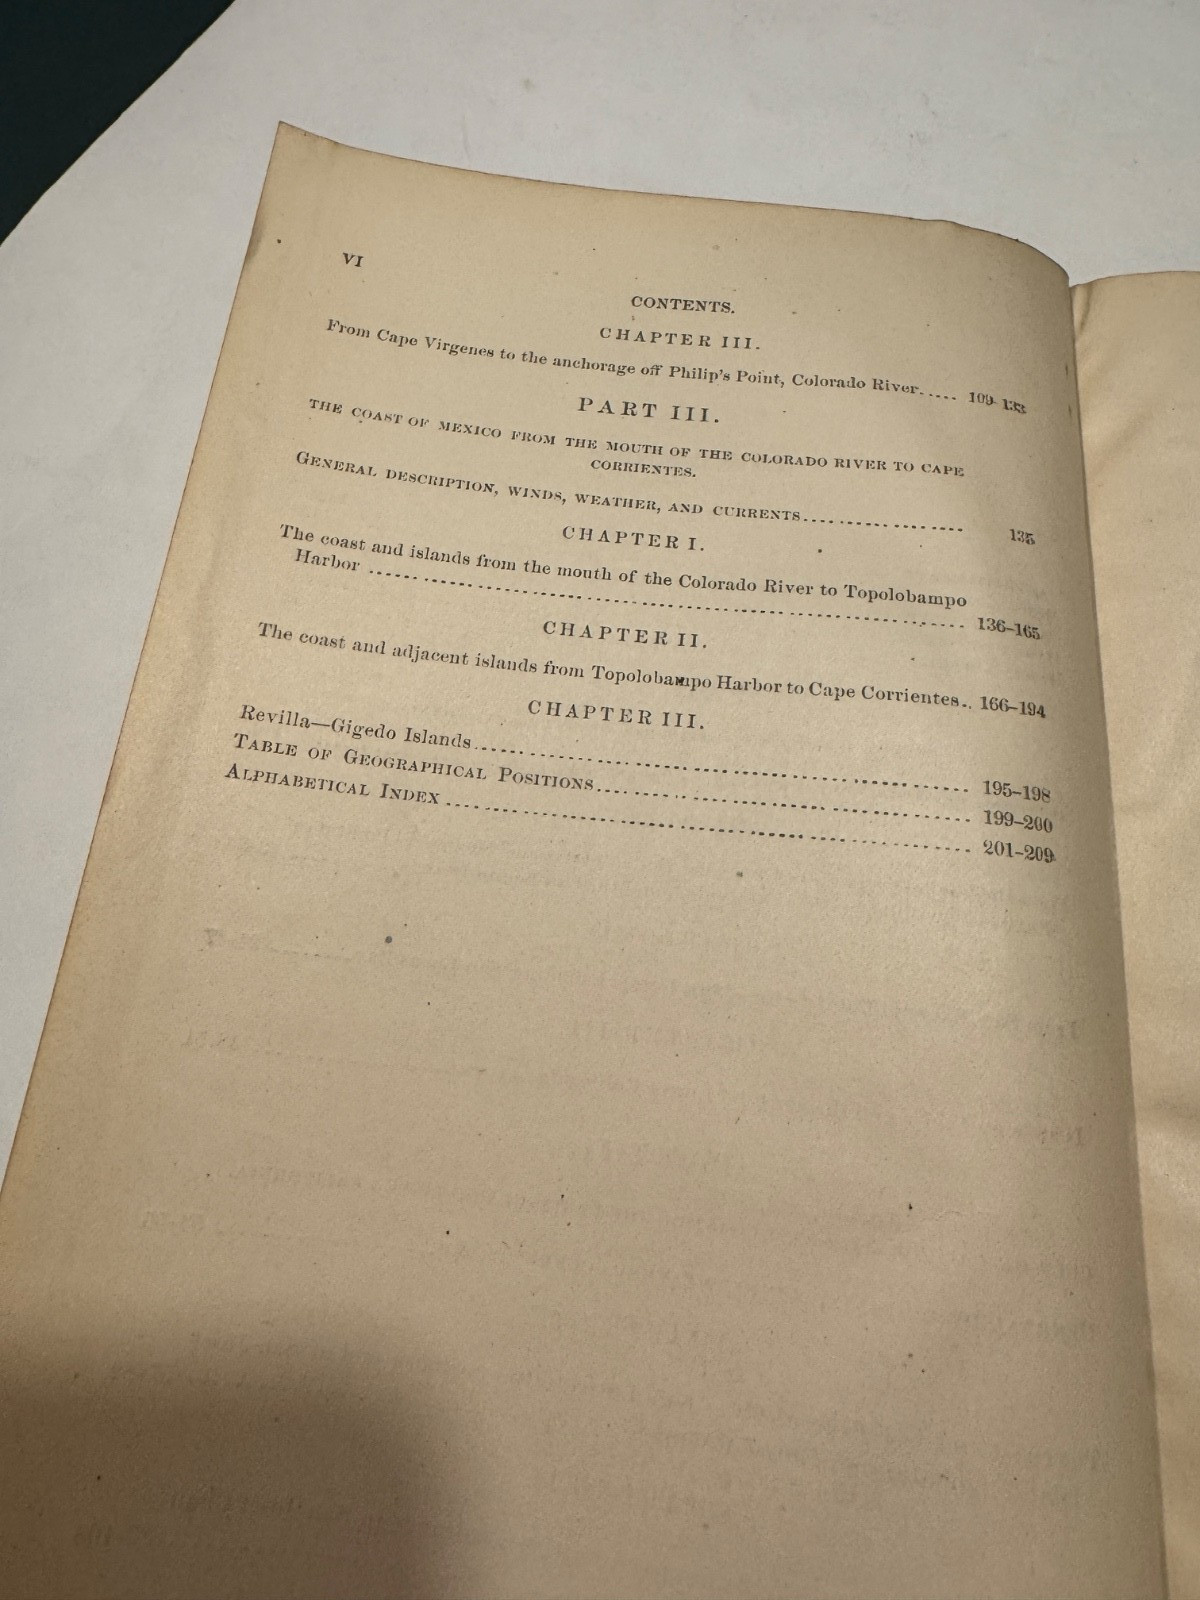 VI
CONTENTS.
CHAPTER III.
From Cape Virgenes to the anchorage off Philip's Point, Colorado River..... 109-133
PART III.
THE COAST OF MEXICO FROM THE MOUTH OF THE COLORADO RIVER TO CAPE
CORRIENTES.
GENERAL DESCRIPTION, WINDS, WEATHER, AND CURRENTS.................... 135
CHAPTER I.
The coast and islands from the mouth of the Colorado River to Topolobampo
Harbor ............................................................ 136–165
CHAPTER II.
The coast and adjacent islands from Topolobampo Harbor to Cape Corrientes.. 166–194
CHAPTER III.
Revilla—Gigedo Islands.................................................. 195–198
TABLE OF GEOGRAPHICAL POSITIONS........................................ 199–200
ALPHABETICAL INDEX ..................................................... 201–209